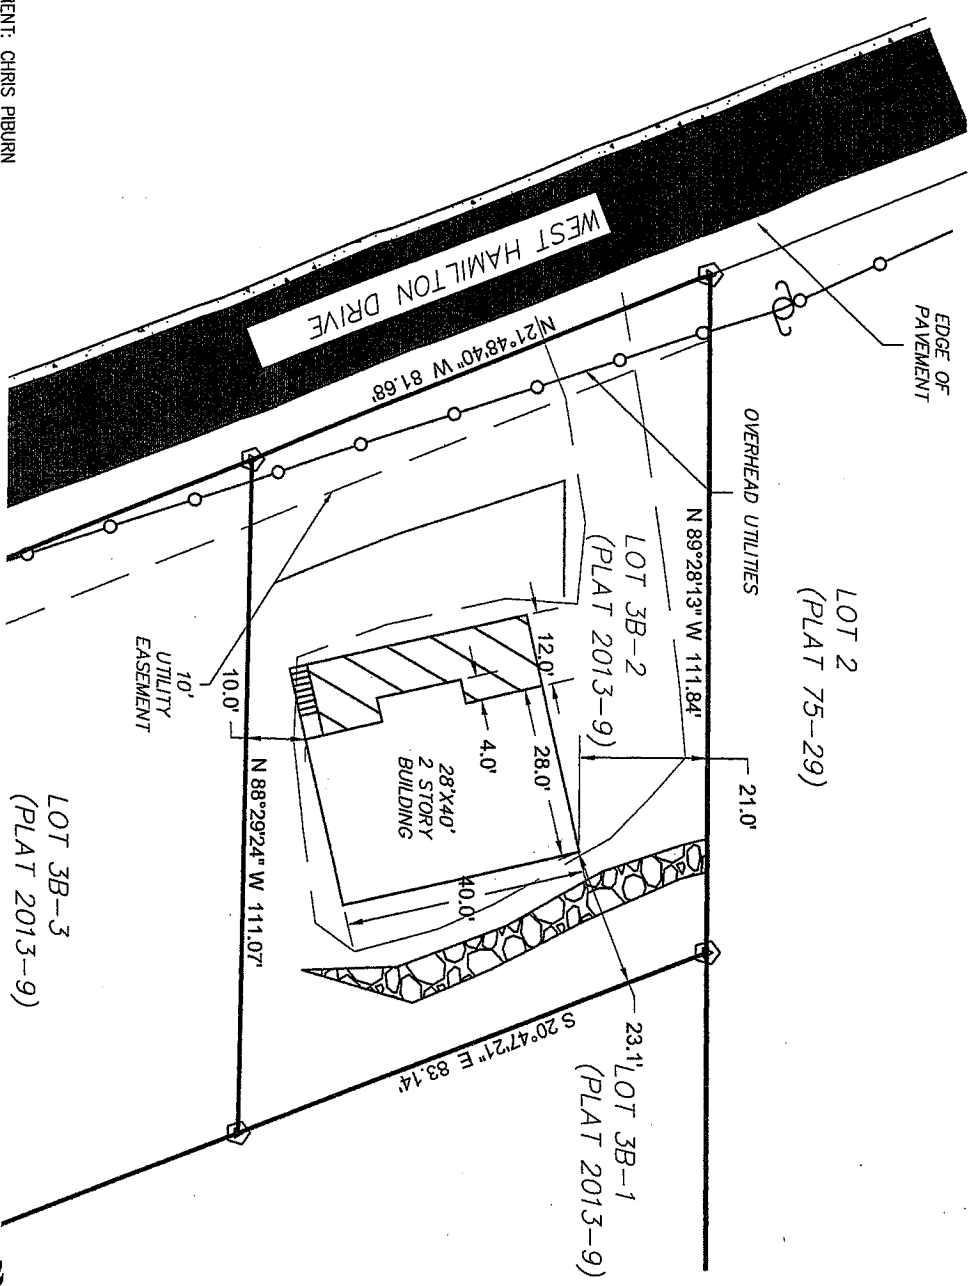 EDGE OF
PAVEMENT
OVERHEAD UTILITIES
LOT 2
(PLAT 75-29)
WEST HAMILTON DRIVE
N 21°48'40" W 81.68'
N 89°28'13" W 111.84'
21.0'
LOT 3B-2
(PLAT 2013-9)
12.0'
28.0'
4.0'
28'X40'
2 STORY
BUILDING
40.0'
23.1'
LOT 3B-1
(PLAT 2013-9)
S 20°47'21" E 83.14'
10'
UTILITY
EASEMENT
10.0'
N 88°29'24" W 111.07'
LOT 3B-3
(PLAT 2013-9)
CHRIS PIBURN